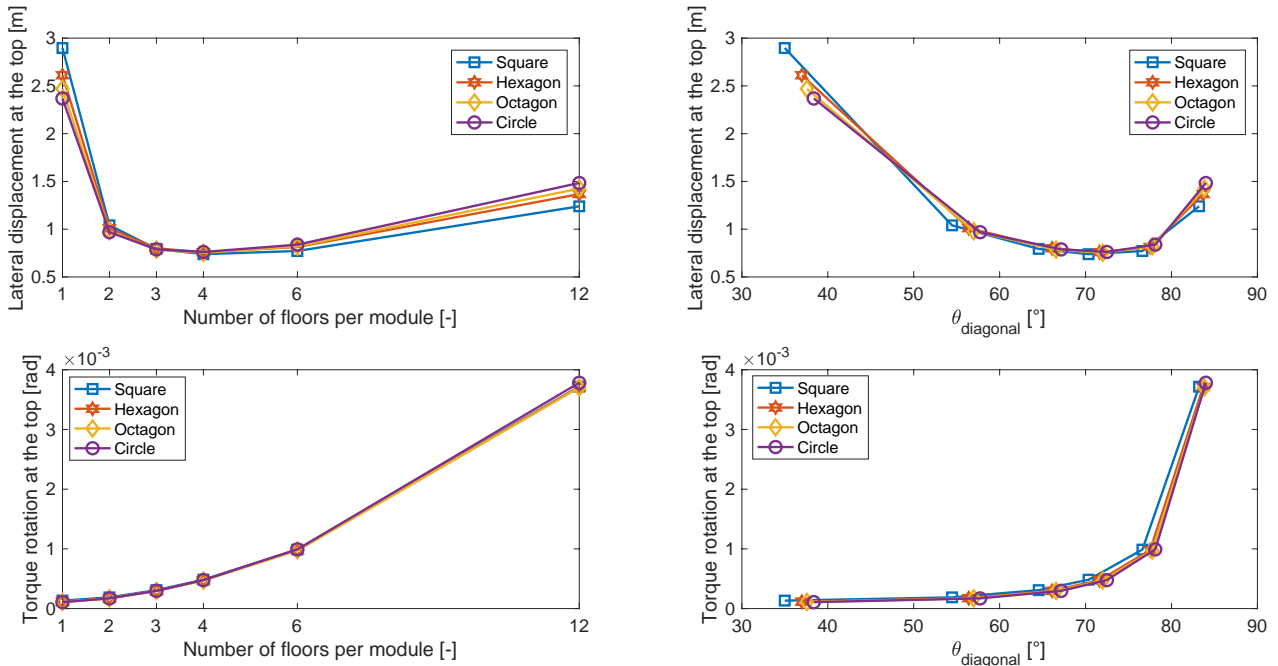 Lateral displacement at the top [m]
3
2.5
2
1.5
1
0.5
Square
Hexagon
Octagon
Circle
1 2 3 4 6 12
Number of floors per module [-]
Lateral displacement at the top [m]
3
2.5
2
1.5
1
0.5
Square
Hexagon
Octagon
Circle
30 40 50 60 70 80 90
θdiagonal [°]
Torque rotation at the top [rad]
×10-3
4
3
2
1
0
Square
Hexagon
Octagon
Circle
1 2 3 4 6 12
Number of floors per module [-]
Torque rotation at the top [rad]
×10-3
4
3
2
1
0
Square
Hexagon
Octagon
Circle
30 40 50 60 70 80 90
θdiagonal [°]